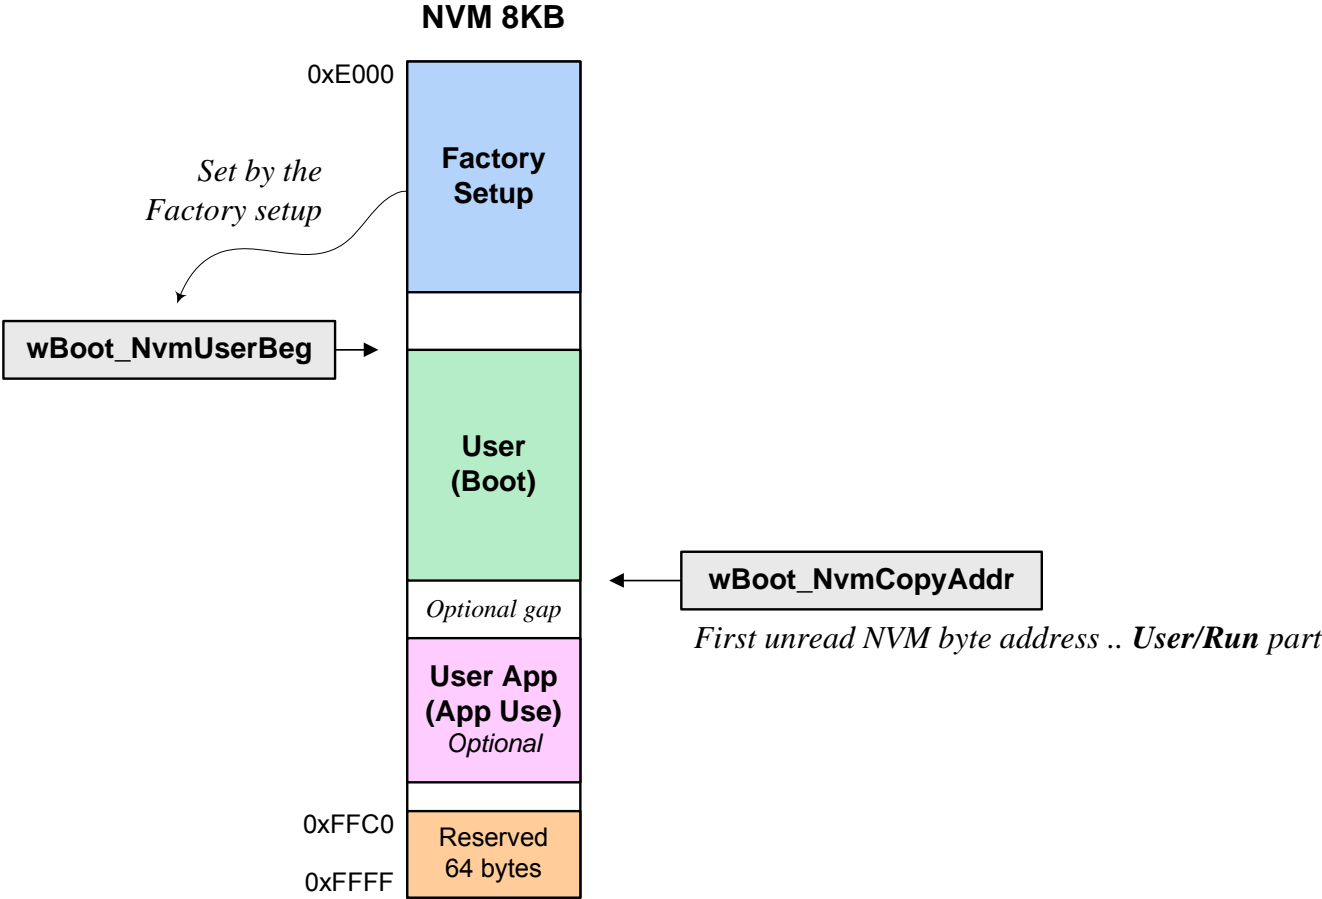 NVM 8KB
0xE000
Factory
Setup
Set by the
Factory setup
wBoot_NvmUserBeg
User
(Boot)
wBoot_NvmCopyAddr
Optional gap
First unread NVM byte address .. User/Run part
User App
(App Use)
Optional
0xFFC0
Reserved
64 bytes
0xFFFF